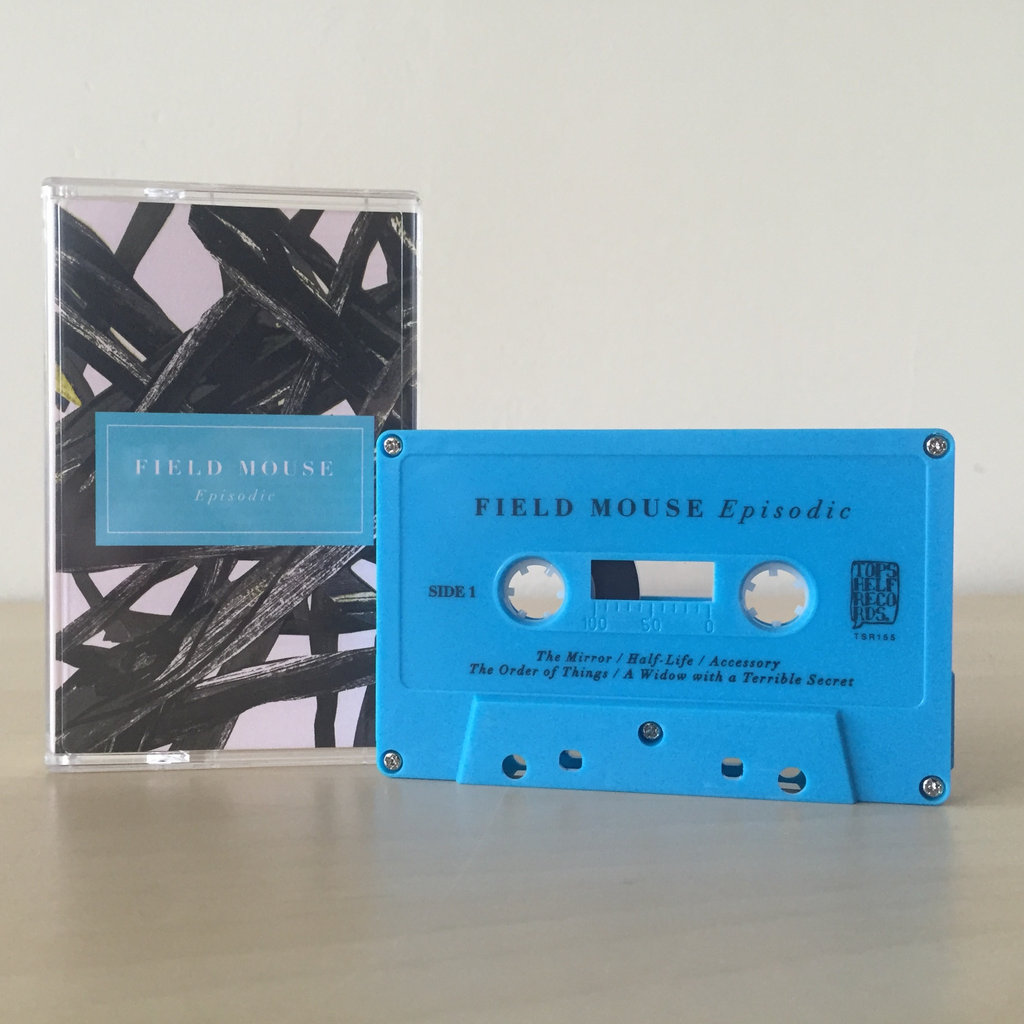 FIELD MOUSE
Episodic
FIELD MOUSE Episodic
SIDE 1
100 50 0
TOPS
HELF
RECO
RDS.
TSR155
The Mirror / Half-Life / Accessory
The Order of Things / A Widow with a Terrible Secret